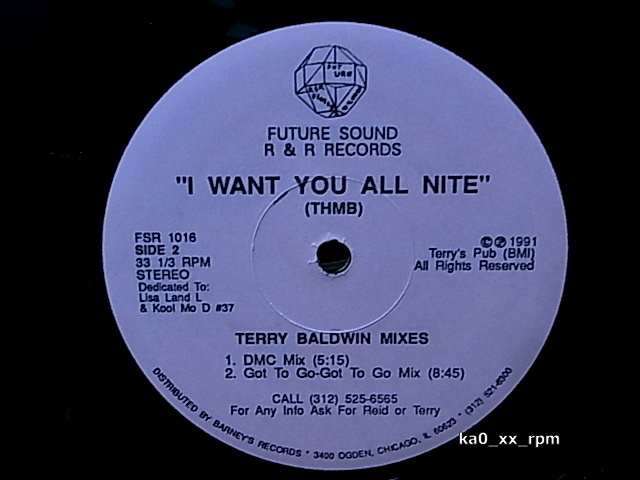 FUTURE SOUND
R & R RECORDS
"I WANT YOU ALL NITE"
(THMB)
FSR 1016
SIDE 2
33 1/3 RPM
STEREO
Dedicated To:
Lisa Land L
& Kool Mo D #37
©℗1991
Terry's Pub (BMI)
All Rights Reserved
TERRY BALDWIN MIXES
1. DMC Mix (5:15)
2. Got To Go-Got To Go Mix (8:45)
CALL (312) 525-6565
For Any Info Ask For Reid or Terry
DISTRIBUTED BY BARNEY'S RECORDS * 3400 OGDEN, CHICAGO, IL 60623 * (312) 521-6300
ka0_xx_rpm